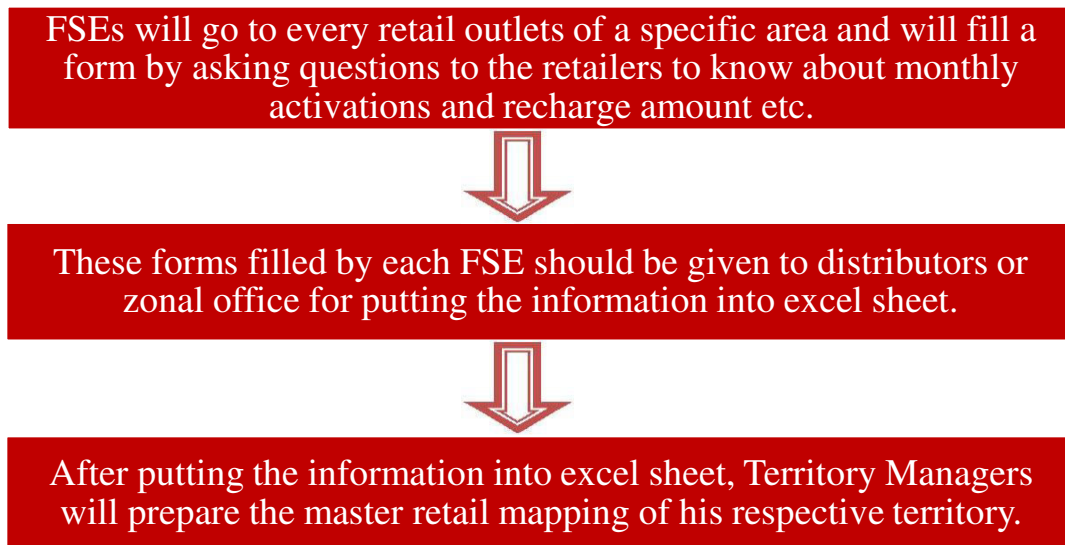 FSEs will go to every retail outlets of a specific area and will fill a
form by asking questions to the retailers to know about monthly
activations and recharge amount etc.
These forms filled by each FSE should be given to distributors or
zonal office for putting the information into excel sheet.
After putting the information into excel sheet, Territory Managers
will prepare the master retail mapping of his respective territory.